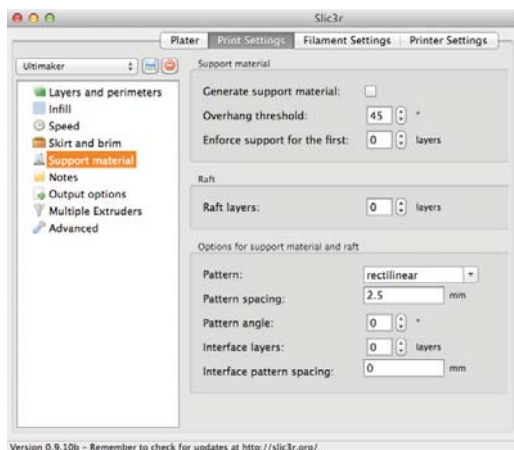 Slic3r
Plater Print Settings Filament Settings Printer Settings
Ultimaker
Layers and perimeters
Infill
Speed
Skirt and brim
Support material
Notes
Output options
Multiple Extruders
Advanced
Support material
Generate support material:
Overhang threshold: 45 °
Enforce support for the first: 0 layers
Raft
Raft layers: 0 layers
Options for support material and raft
Pattern: rectilinear
Pattern spacing: 2.5 mm
Pattern angle: 0 °
Interface layers: 0 layers
Interface pattern spacing: 0 mm
Version 0.9.10b - Remember to check for updates at http://slic3r.org/